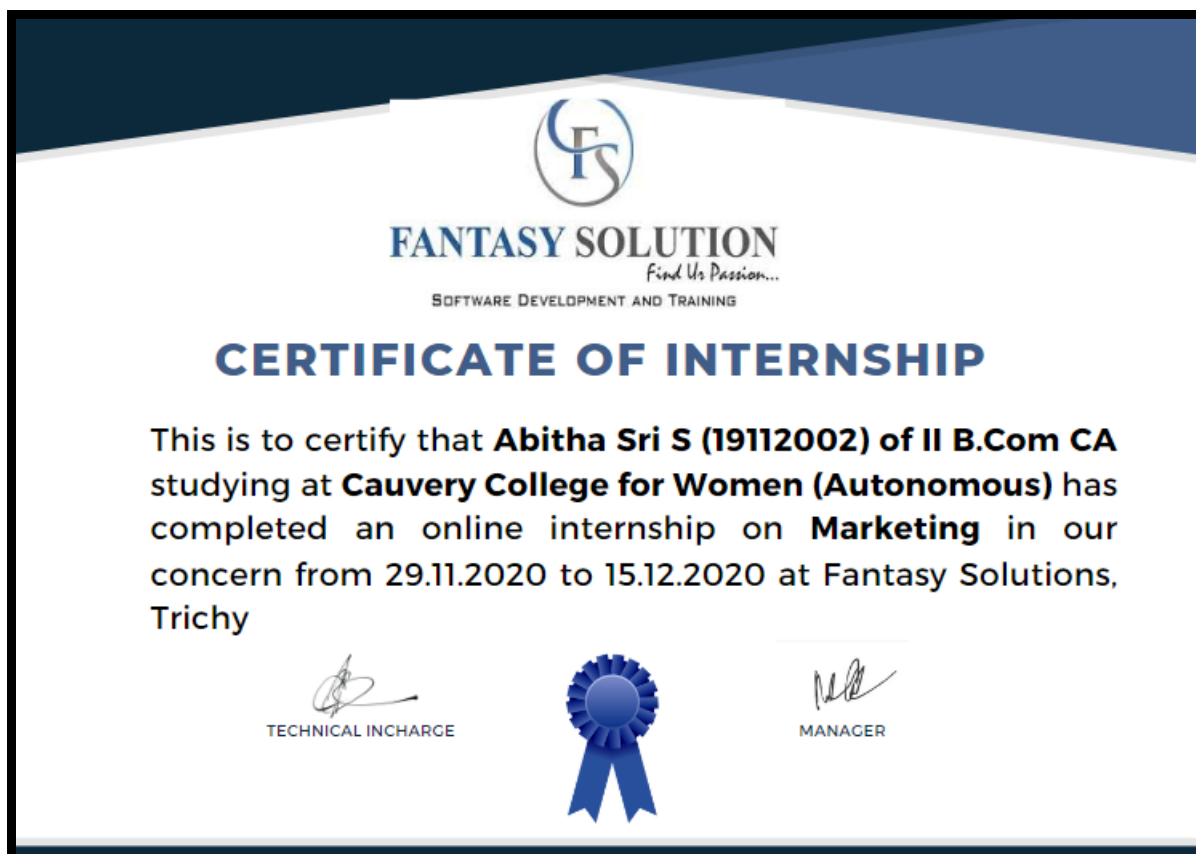 CFS
FANTASY SOLUTION
Find Us Passion...
SOFTWARE DEVELOPMENT AND TRAINING
CERTIFICATE OF INTERNSHIP
This is to certify that Abitha Sri S (19112002) of II B.Com CA
studying at Cauvery College for Women (Autonomous) has
completed an online internship on Marketing in our
concern from 29.11.2020 to 15.12.2020 at Fantasy Solutions,
Trichy
TECHNICAL INCHARGE
MANAGER